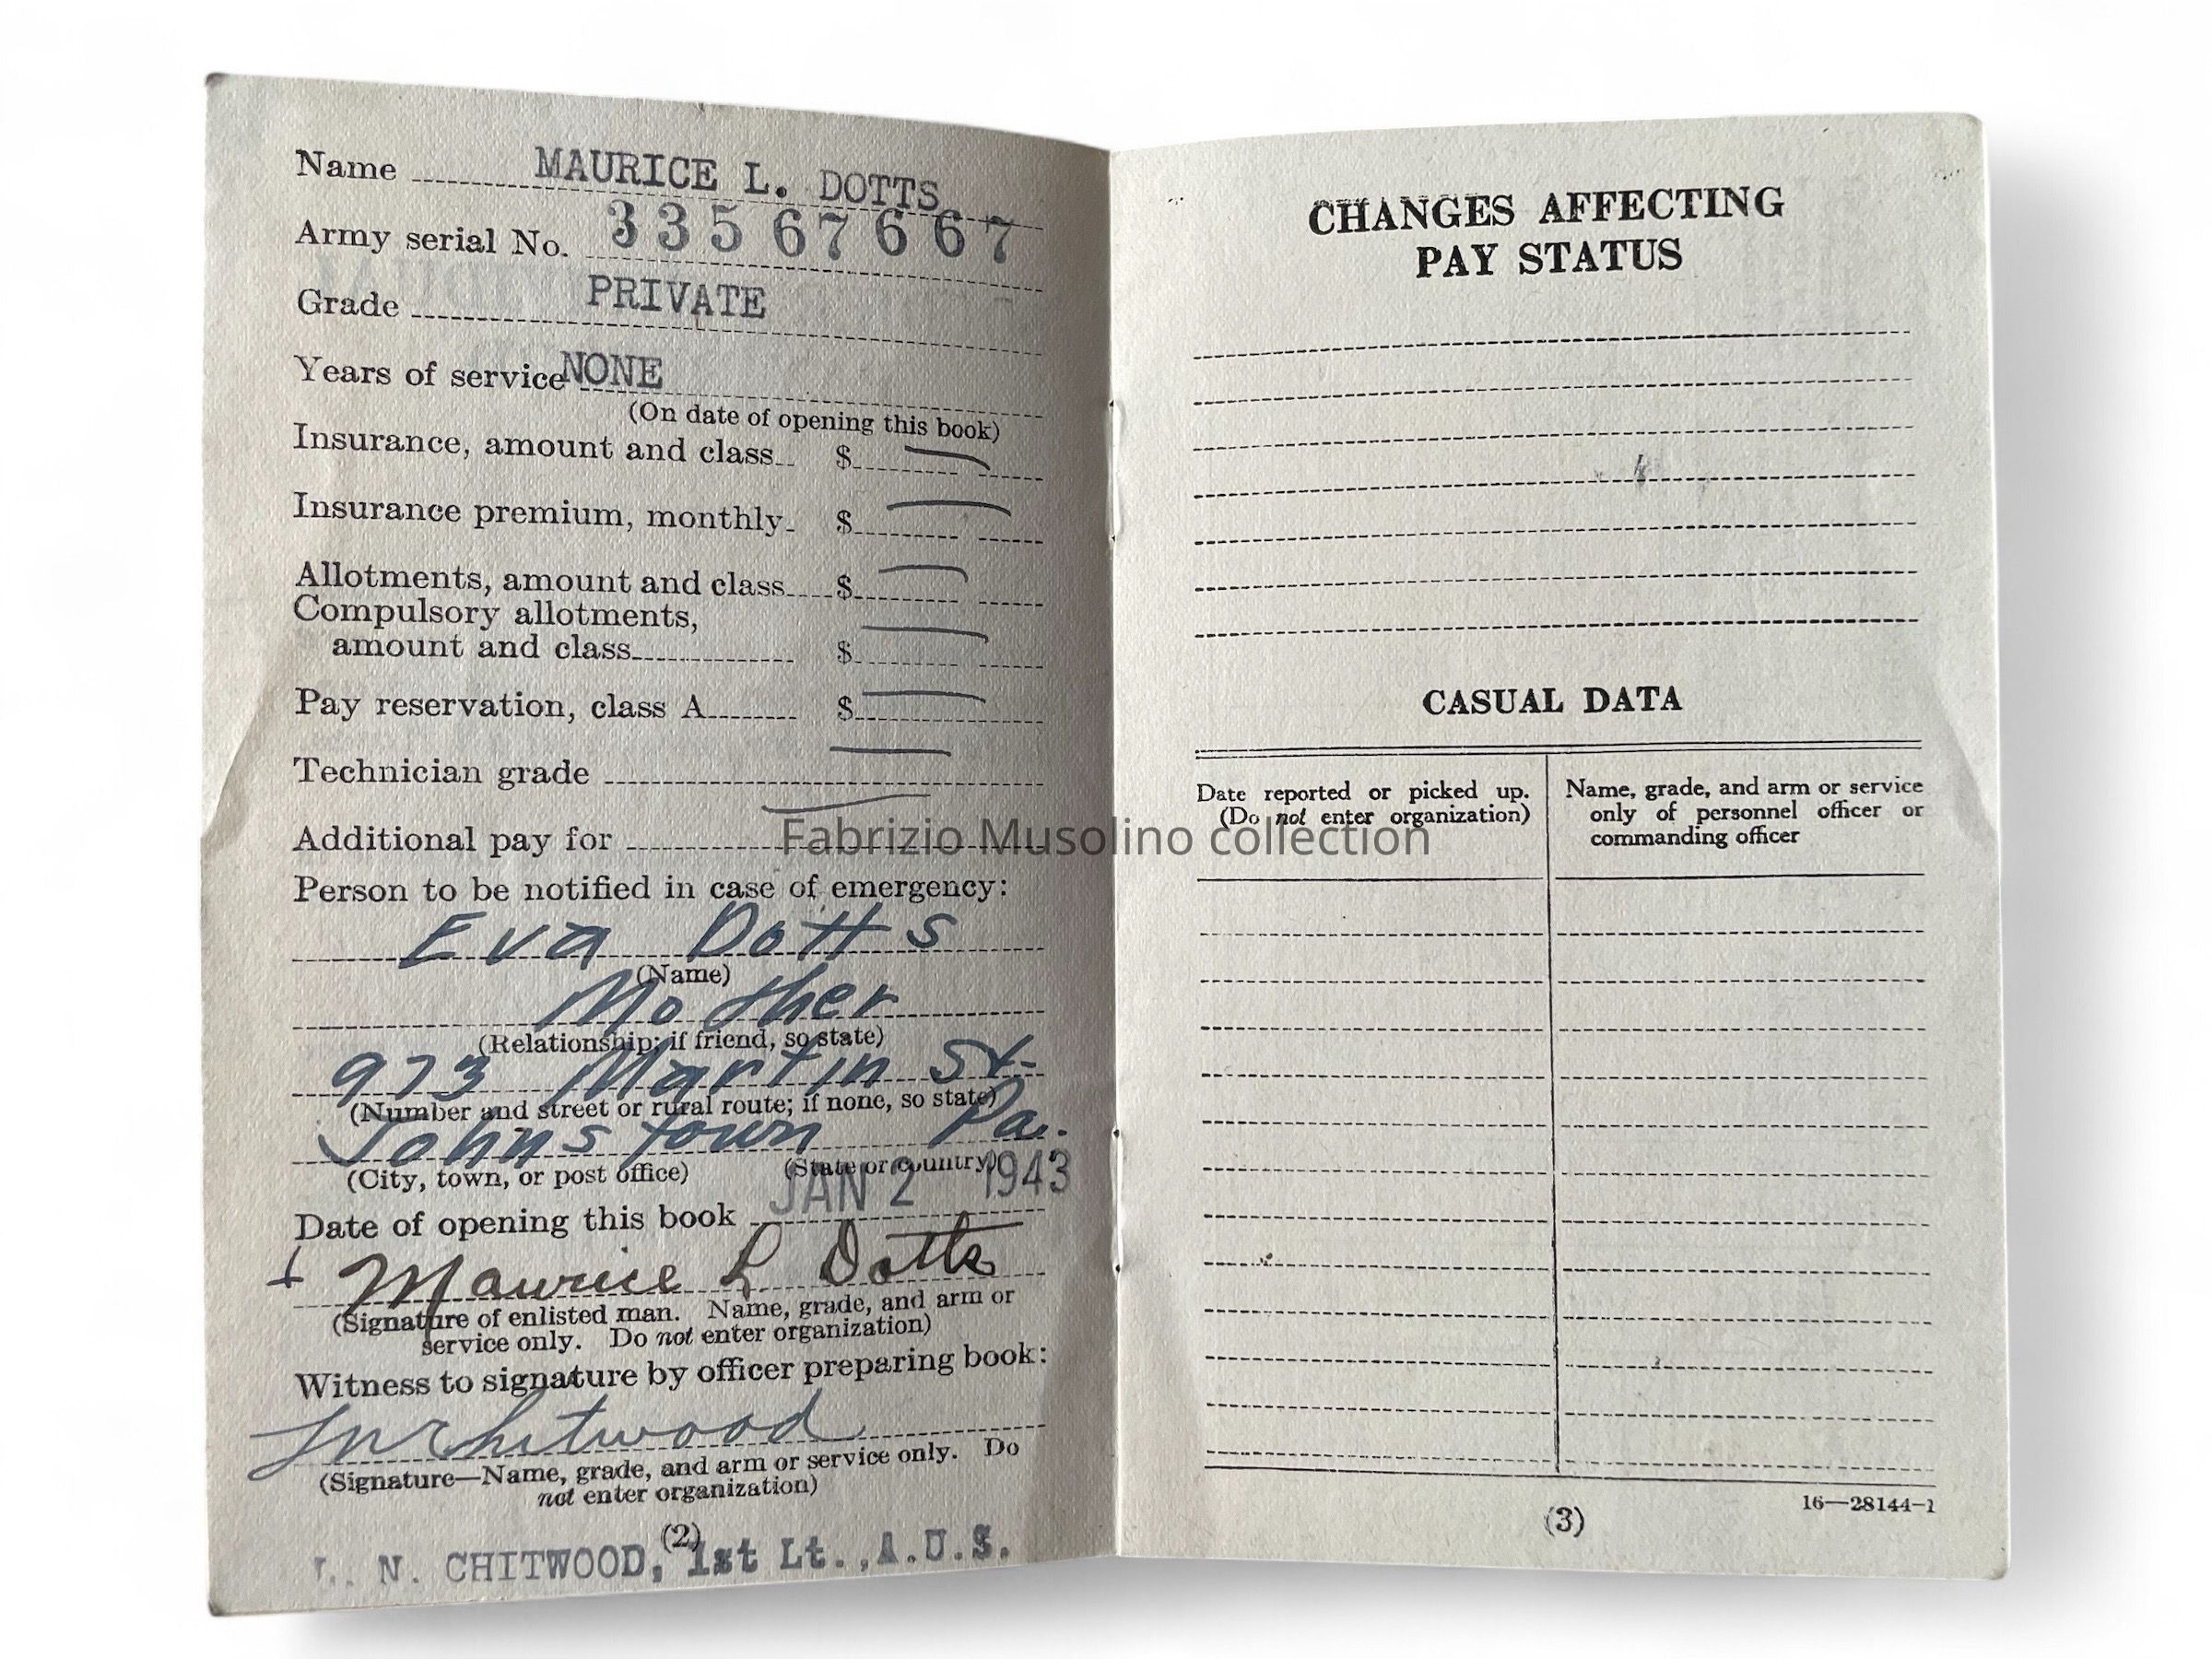 Name MAURICE L. DOTTS
Army serial No. 33567667
Grade PRIVATE
Years of service NONE
(On date of opening this book)
Insurance, amount and class $
Insurance premium, monthly $
Allotments, amount and class $
Compulsory allotments,
amount and class $
Pay reservation, class A $
Technician grade
Additional pay for
Person to be notified in case of emergency:
Eva Dotts
(Name)
Mother
(Relationship; if friend, so state)
973 Martin St.
(Number and street or rural route; if none, so state)
Johnstown Pa.
(City, town, or post office) (State or country)
Date of opening this book JAN 2 1943
Maurice L Dotts
(Signature of enlisted man. Name, grade, and arm or
service only. Do not enter organization)
Witness to signature by officer preparing book:
LN Chitwood
(Signature—Name, grade, and arm or service only. Do
not enter organization)
(2)
L. N. CHITWOOD, 1st Lt., A.U.S.
CHANGES AFFECTING
PAY STATUS
CASUAL DATA
Date reported or picked up.
(Do not enter organization)
Name, grade, and arm or service
only of personnel officer or
commanding officer
16—28144-1
(3)
Fabrizio Musolino collection